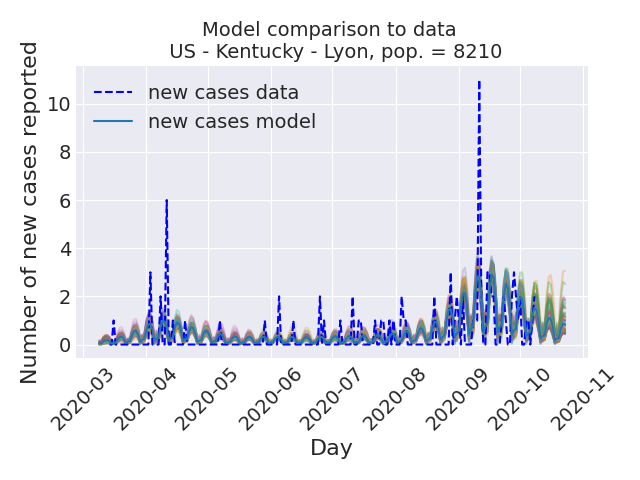 Model comparison to data
US - Kentucky - Lyon, pop. = 8210
Number of new cases reported
10
8
6
4
2
0
new cases data
new cases model
2020-03
2020-04
2020-05
2020-06
2020-07
2020-08
2020-09
2020-10
2020-11
Day